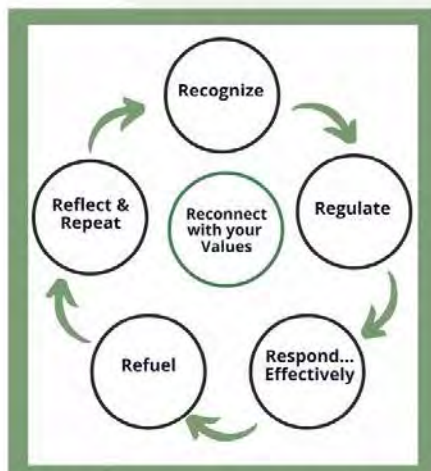 Recognize
Regulate
Respond...
Effectively
Refuel
Reflect &
Repeat
Reconnect
with your
Values